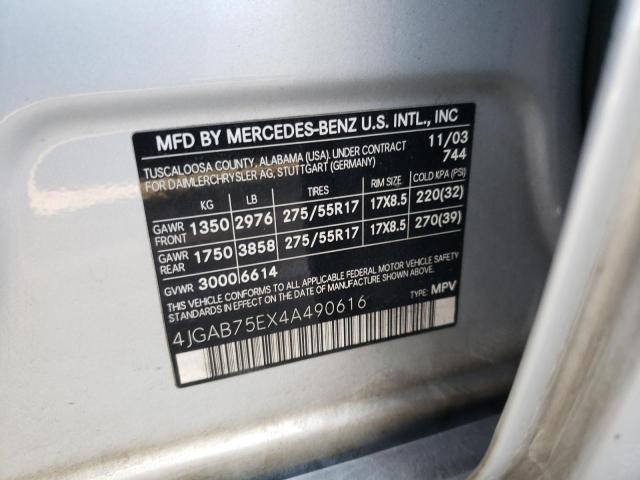 MFD BY MERCEDES-BENZ U.S. INTL., INC
TUSCALOOSA COUNTY, ALABAMA (USA). UNDER CONTRACT 11/03
FOR DAIMLERCHRYSLER AG, STUTTGART (GERMANY) 744
KG LB TIRES RIM SIZE COLD KPA (PSI)
GAWR FRONT 1350 2976 275/55R17 17X8.5 220(32)
GAWR REAR 1750 3858 275/55R17 17X8.5 270(39)
GVWR 3000 6614
THIS VEHICLE CONFORMS TO ALL APPLICABLE FEDERAL MOTOR VEHICLE SAFETY
STANDARDS IN EFFECT ON THE DATE OF MANUFACTURE SHOWN ABOVE.
4JGAB75EX4A490616 TYPE: MPV